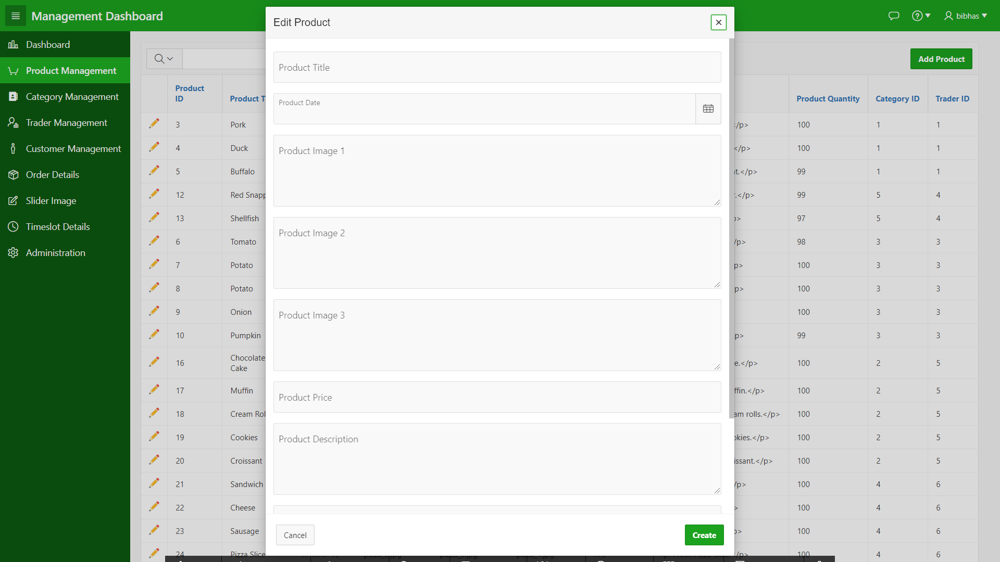 Management Dashboard
bibhas
Dashboard
Product Management
Category Management
Trader Management
Customer Management
Order Details
Slider Image
Timeslot Details
Administration
Add Product
Product ID Product T Product Quantity Category ID Trader ID
3 Pork </p> 100 1 1
4 Duck </p> 100 1 1
5 Buffalo t.</p> 99 1 1
12 Red Snapp .</p> 99 5 4
13 Shellfish p> 97 5 4
6 Tomato /p> 98 3 3
7 Potato p> 100 3 3
8 Potato p> 100 3 3
9 Onion 100 3 3
10 Pumpkin p> 99 3 3
16 Chocolate Cake e.</p> 100 2 5
17 Muffin ffin.</p> 100 2 5
18 Cream Rol am rolls.</p> 100 2 5
19 Cookies okies.</p> 100 2 5
20 Croissant issant.</p> 100 2 5
21 Sandwich /p> 100 4 6
22 Cheese > 100 4 6
23 Sausage p> 100 4 6
24 Pizza Slice </p> 100 4 6
Edit Product
Product Title
Product Date
Product Image 1
Product Image 2
Product Image 3
Product Price
Product Description
Cancel
Create